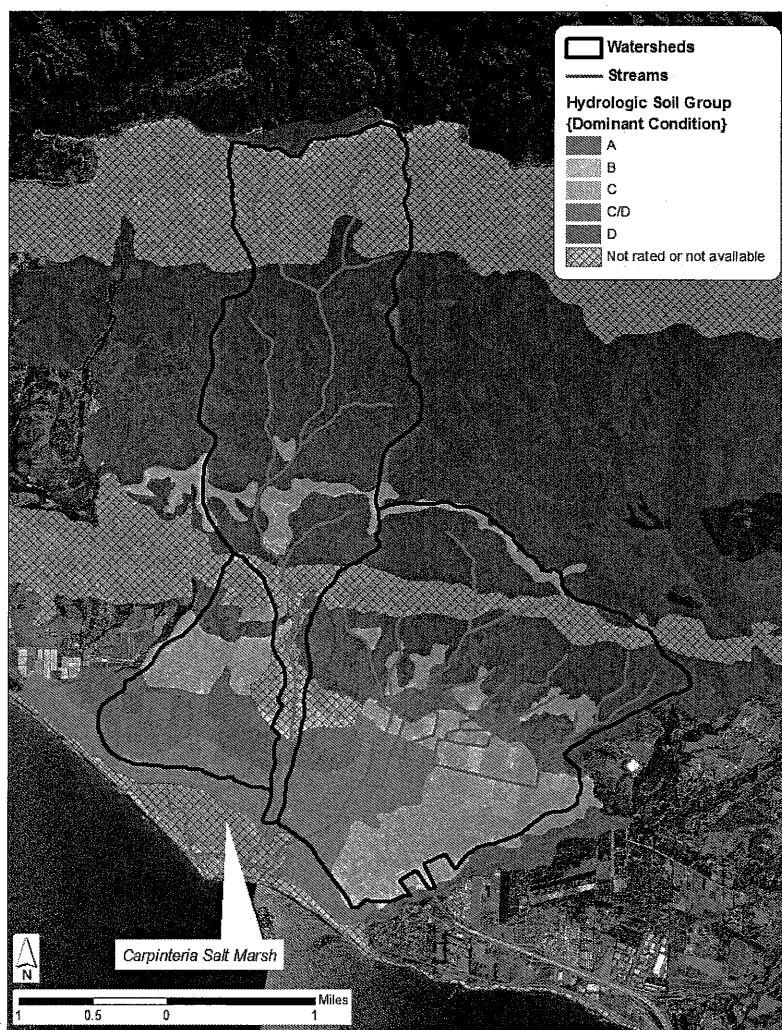 Watersheds
Streams
Hydrologic Soil Group
{Dominant Condition}
A
B
C
C/D
D
Not rated or not available
Carpinteria Salt Marsh
N
Miles
1 0.5 0 1